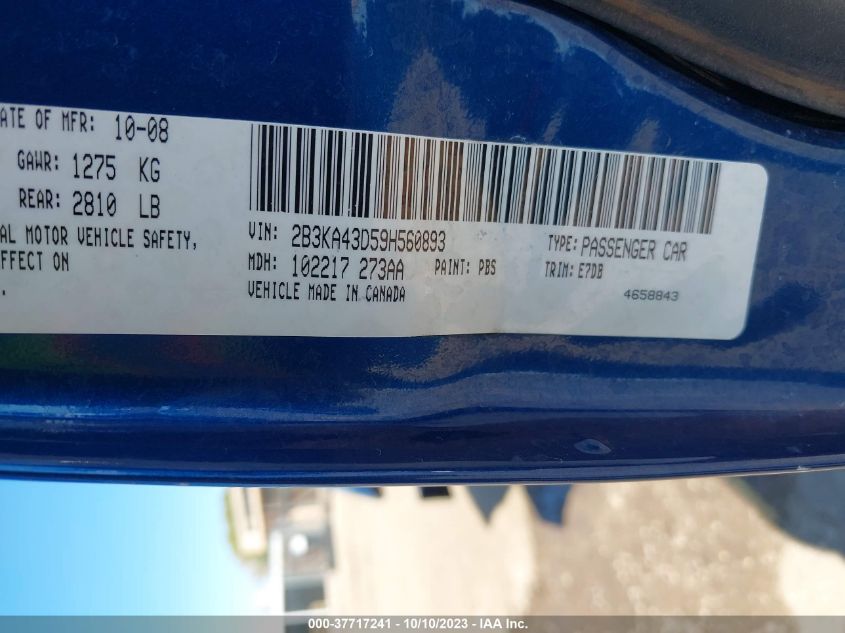 ATE OF MFR: 10-08
GAWR: 1275 KG
REAR: 2810 LB
AL MOTOR VEHICLE SAFETY,
FFECT ON
VIN: 2B3KA43D59H560893
MDH: 102217 273AA PAINT: PBS
VEHICLE MADE IN CANADA
TYPE: PASSENGER CAR
TRIM: E7DB
4658843
000-37717241 - 10/10/2023 - IAA Inc.